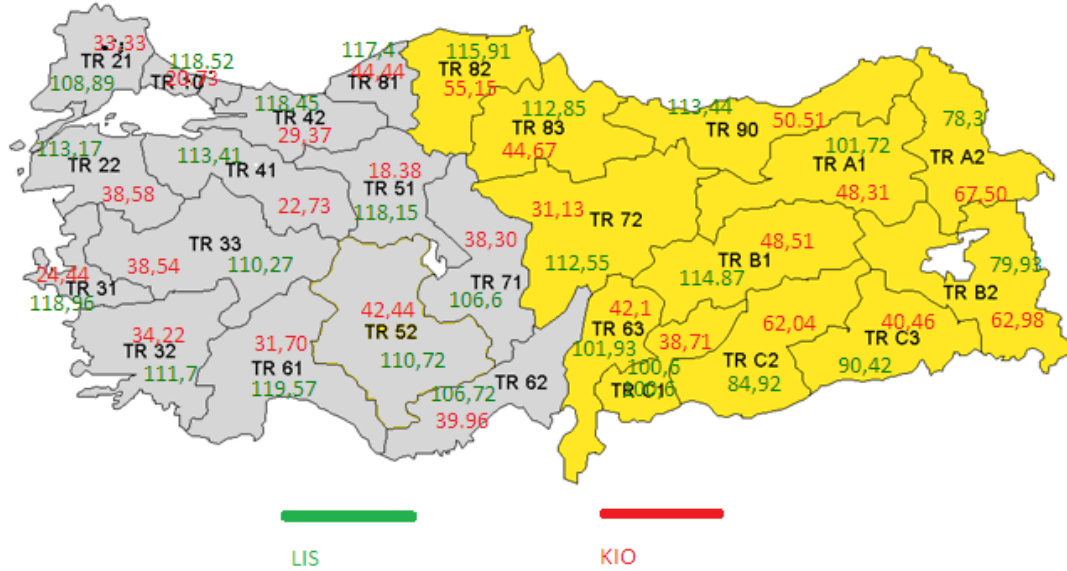 33,33
TR 21
108,89
118,52
20,73
TR 10
117,4
44,44
TR 81
115,91
TR 82
55,15
118,45
TR 42
29,37
112,85
TR 83
44,67
113,44
TR 90
50.51
101,72
TR A1
48,31
78,3
TR A2
67,50
113,17
TR 22
38,58
113,41
TR 41
22,73
18.38
TR 51
118,15
31,13
TR 72
112,55
TR 33
38,54
110,27
38,30
TR 71
106,6
48,51
TR B1
114.87
24,44
TR 31
118,96
79,93
TR B2
62,98
34,22
TR 32
111,7
31,70
TR 61
119,57
42,44
TR 52
110,72
42,1
TR 63
101,93
38,71
100,6
TR C1
100,6
62,04
TR C2
84,92
40,46
TR C3
90,42
TR 62
106,72
39.96
LIS
KIO